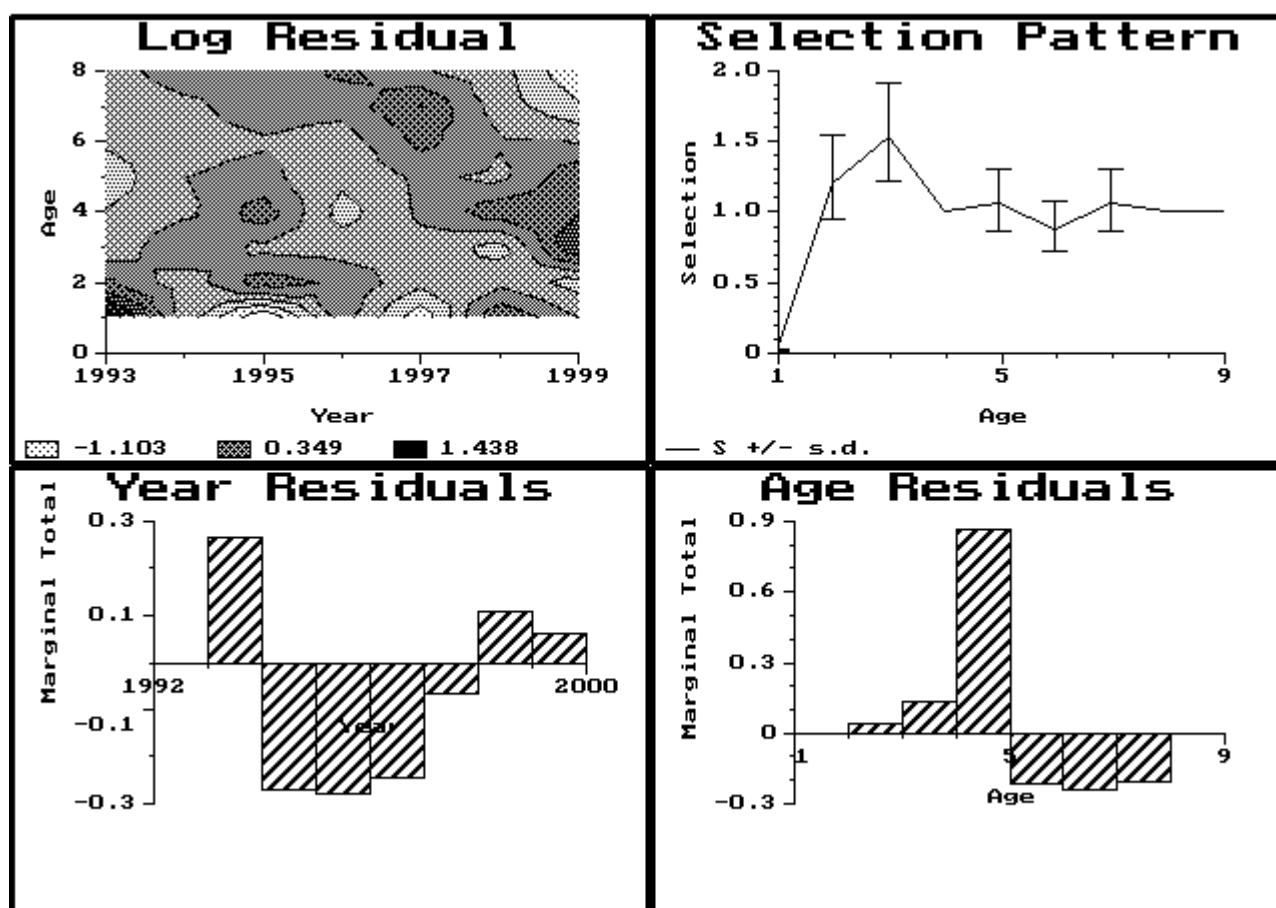 Log Residual
8
6
4
2
0
Age
1993 1995 1997 1999
Year
-1.103 0.349 1.438
Selection Pattern
2.0
1.5
1.0
0.5
0
Selection
1 5 9
Age
S +/- s.d.
Year Residuals
0.3
0.1
-0.1
-0.3
Marginal Total
1992 2000
Year
Age Residuals
0.9
0.6
0.3
0
-0.3
Marginal Total
1 5 9
Age